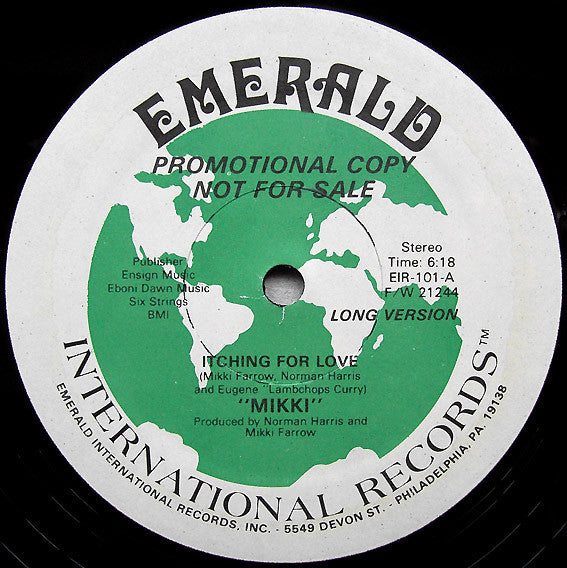 EMERALD
PROMOTIONAL COPY
NOT FOR SALE
Publisher
Ensign Music
Eboni Dawn Music
Six Strings
BMI
Stereo
Time: 6:18
EIR-101-A
F/W 21244
LONG VERSION
ITCHING FOR LOVE
(Mikki Farrow, Norman Harris
and Eugene "Lambchops Curry)
"MIKKI"
Produced by Norman Harris and
Mikki Farrow
INTERNATIONAL RECORDS™
EMERALD INTERNATIONAL RECORDS, INC. - 5549 DEVON ST. - PHILADELPHIA, PA. 19138